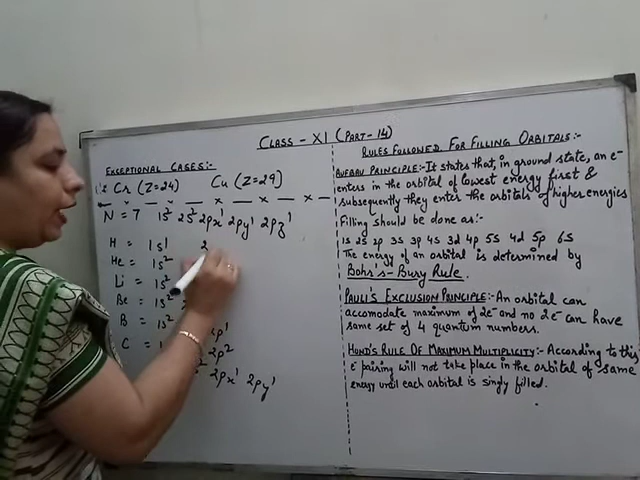 CLASS - XI (PART-14)
EXCEPTIONAL CASES:-
Cr (Z=24) Cu (Z=29)
N = 7 1s² 2s² 2px¹ 2py¹ 2pz¹
H = 1s¹ 2
He = 1s²
Li = 1s²
Be = 1s²
B = 1s² 2p¹
C = 2p²
2px¹ 2py¹
RULES FOLLOWED FOR FILLING ORBITALS:-
AUFBAU PRINCIPLE:- It states that, in ground state, an e⁻
enters in the orbital of lowest energy first &
subsequently they enter the orbitals of higher energies
Filling should be done as:-
1s 2s 2p 3s 3p 4s 3d 4p 5s 4d 5p 6s
The energy of an orbital is determined by
Bohr's-Bury Rule.
PAULI'S EXCLUSION PRINCIPLE:- An orbital can
accomodate maximum of 2e⁻ and no 2e⁻ can have
same set of 4 quantum numbers.
HUND'S RULE OF MAXIMUM MULTIPLICITY:- According to this
e⁻ pairing will not take place in the orbital of same
energy until each orbital is singly filled.